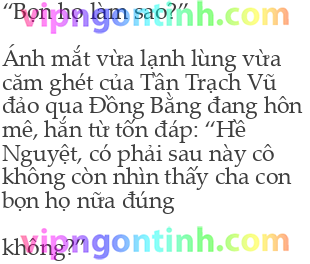 vipngontinh.com
“Bọn họ làm sao?”
Ánh mắt vừa lạnh lùng vừa
căm ghét của Tần Trạch Vũ
đảo qua Đồng Bằng đang hôn
mê, hắn từ tốn đáp: “Hề
Nguyệt, có phải sau này cô
không còn nhìn thấy cha con
bọn họ nữa đúng
vipngontinh.com
không?”